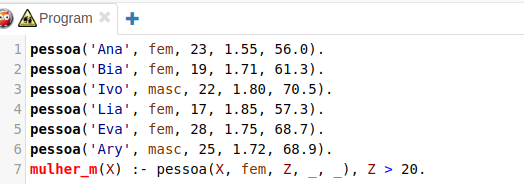 Program
1 pessoa('Ana', fem, 23, 1.55, 56.0).
2 pessoa('Bia', fem, 19, 1.71, 61.3).
3 pessoa('Ivo', masc, 22, 1.80, 70.5).
4 pessoa('Lia', fem, 17, 1.85, 57.3).
5 pessoa('Eva', fem, 28, 1.75, 68.7).
6 pessoa('Ary', masc, 25, 1.72, 68.9).
7 mulher_m(X) :- pessoa(X, fem, Z, _, _), Z > 20.